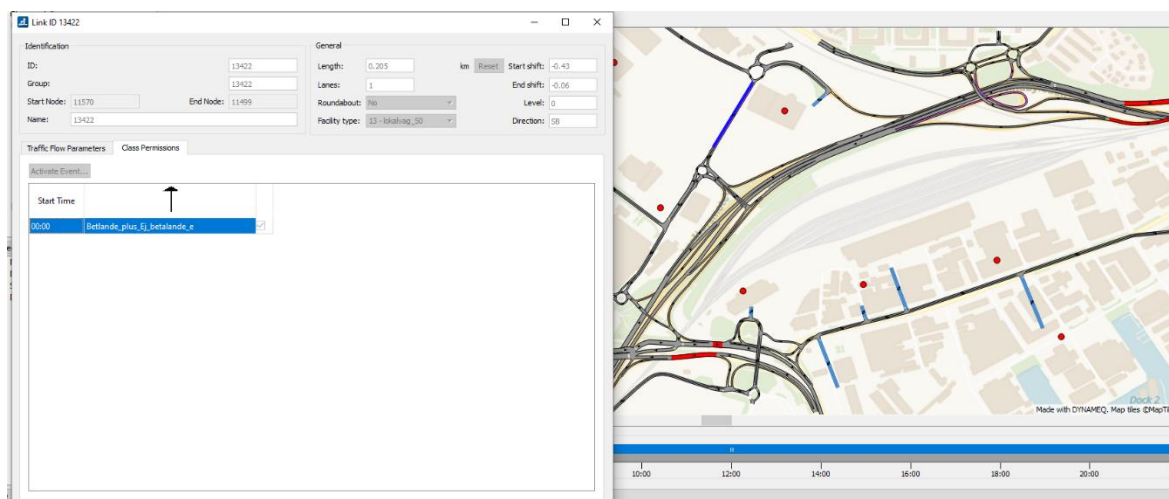 Link ID 13422
Identification
ID: 13422
Group: 13422
Start Node: 11570 End Node: 11499
Name: 13422
General
Length: 0.205 km Reset Start shift: -0.43
Lanes: 1 End shift: -0.06
Roundabout: No Level: 0
Facility type: 13 - lokalvag_50 Direction: SB
Traffic Flow Parameters Class Permissions
Activate Event...
Start Time
00:00 Betlande_plus_Ej_betalande_e
Dock 2
Made with DYNAMEQ. Map tiles ©MapTi
10:00 12:00 14:00 16:00 18:00 20:00